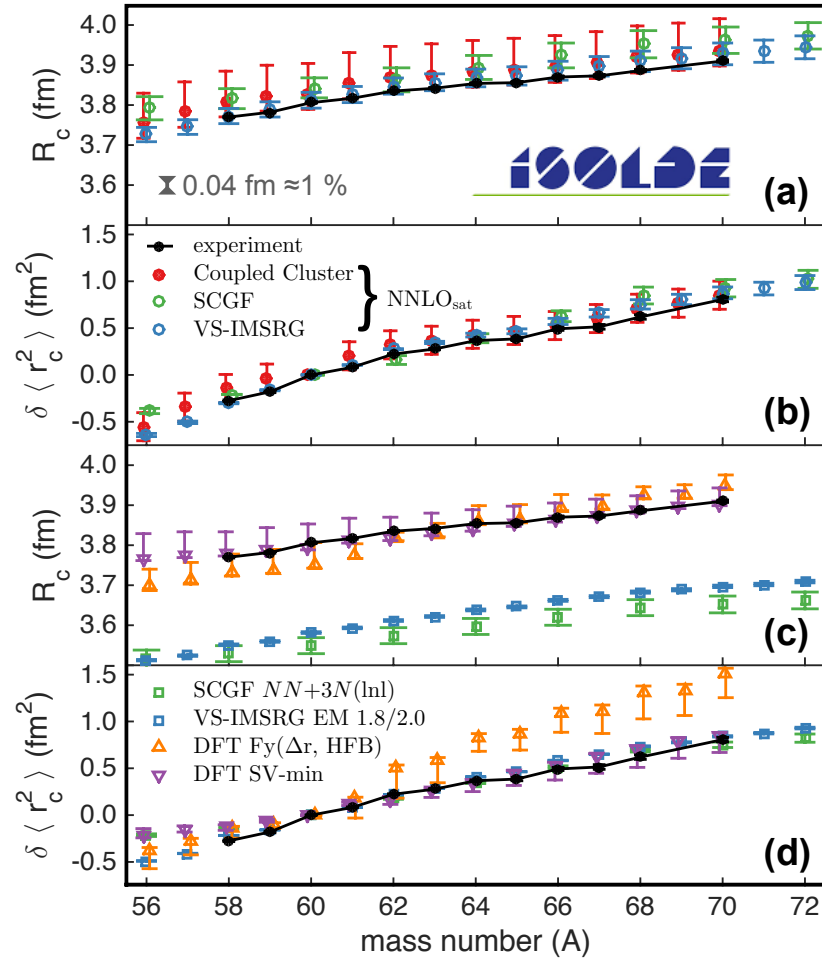 4.0
3.9
3.8
3.7
3.6
R_c (fm)
0.04 fm ≈1 %
ISOLDE
(a)
1.5
1.0
0.5
0.0
-0.5
δ ⟨ r_c^2 ⟩ (fm^2)
experiment
Coupled Cluster
SCGF
VS-IMSRG
} NNLO_sat
(b)
4.0
3.9
3.8
3.7
3.6
R_c (fm)
(c)
1.5
1.0
0.5
0.0
-0.5
δ ⟨ r_c^2 ⟩ (fm^2)
SCGF NN+3N(lnl)
VS-IMSRG EM 1.8/2.0
DFT Fy(Δr, HFB)
DFT SV-min
(d)
56 58 60 62 64 66 68 70 72
mass number (A)